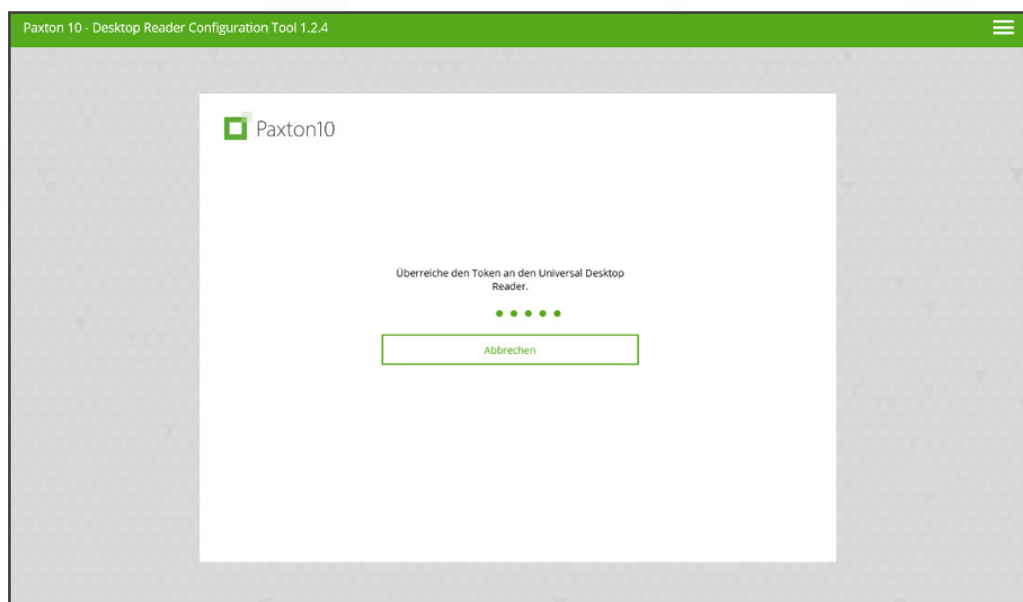 Paxton 10 - Desktop Reader Configuration Tool 1.2.4
Paxton10
Überreiche den Token an den Universal Desktop
Reader.
Abbrechen